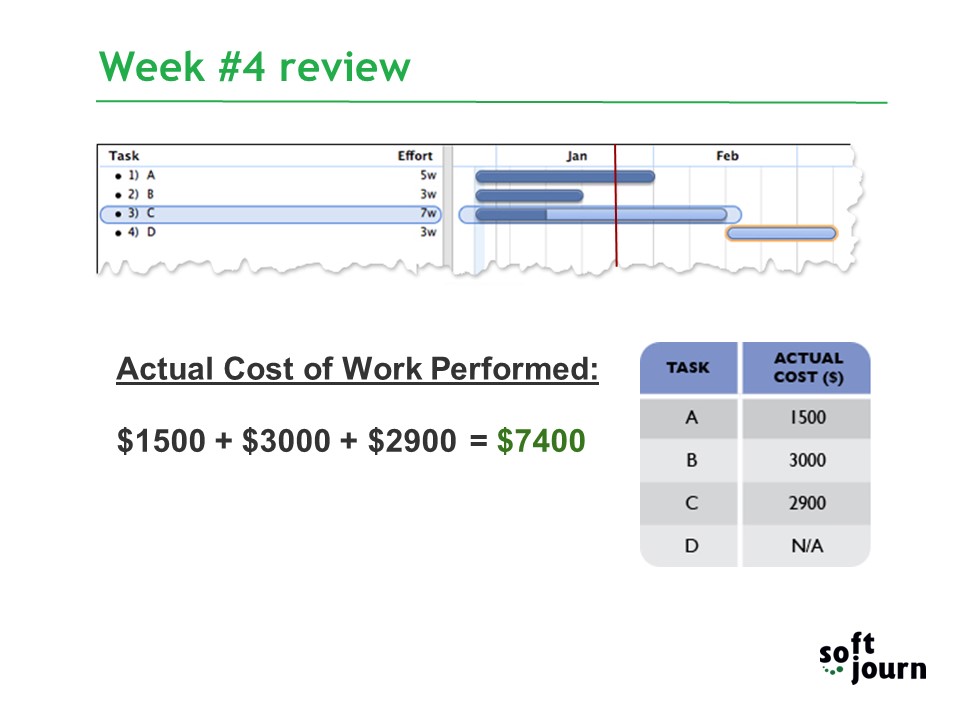 Week #4 review
Task Effort Jan Feb
• 1) A 5w
• 2) B 3w
• 3) C 7w
• 4) D 3w
Actual Cost of Work Performed:
$1500 + $3000 + $2900 = $7400
TASK ACTUAL COST ($)
A 1500
B 3000
C 2900
D N/A
soft
journ